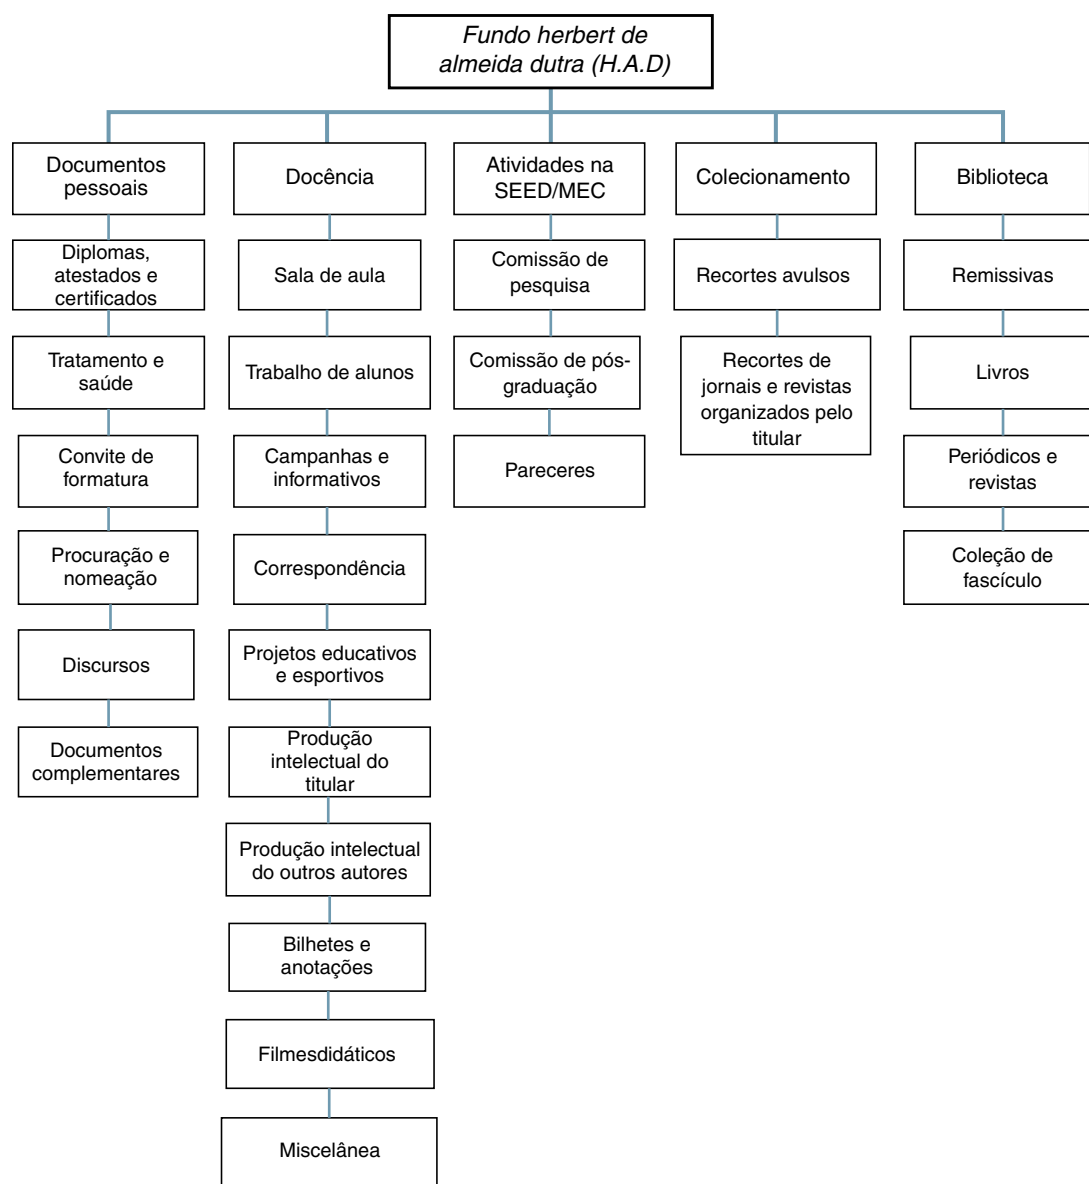 Fundo herbert de
almeida dutra (H.A.D)
Documentos
pessoais
Diplomas,
atestados e
certificados
Tratamento e
saúde
Convite de
formatura
Procuração e
nomeação
Discursos
Documentos
complementares
Docência
Sala de aula
Trabalho de alunos
Campanhas e
informativos
Correspondência
Projetos educativos
e esportivos
Produção
intelectual do
titular
Produção intelectual
do outros autores
Bilhetes e
anotações
Filmesdidáticos
Miscelânea
Atividades na
SEED/MEC
Comissão de
pesquisa
Comissão de pós-
graduação
Pareceres
Colecionamento
Recortes avulsos
Recortes de
jornais e revistas
organizados pelo
titular
Biblioteca
Remissivas
Livros
Periódicos e
revistas
Coleção de
fascículo